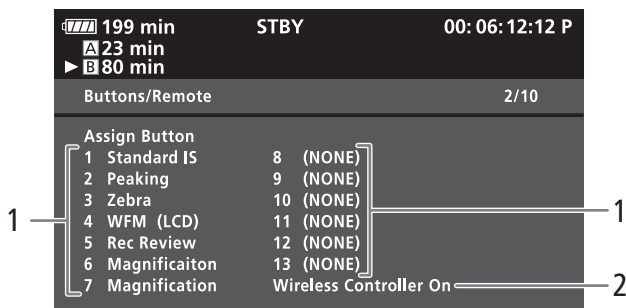 199 min STBY 00: 06: 12:12 P
A 23 min
B 80 min
Buttons/Remote 2/10
Assign Button
1 Standard IS 8 (NONE)
2 Peaking 9 (NONE)
3 Zebra 10 (NONE)
4 WFM (LCD) 11 (NONE)
5 Rec Review 12 (NONE)
6 Magnificaiton 13 (NONE)
7 Magnification Wireless Controller On
1
1
2